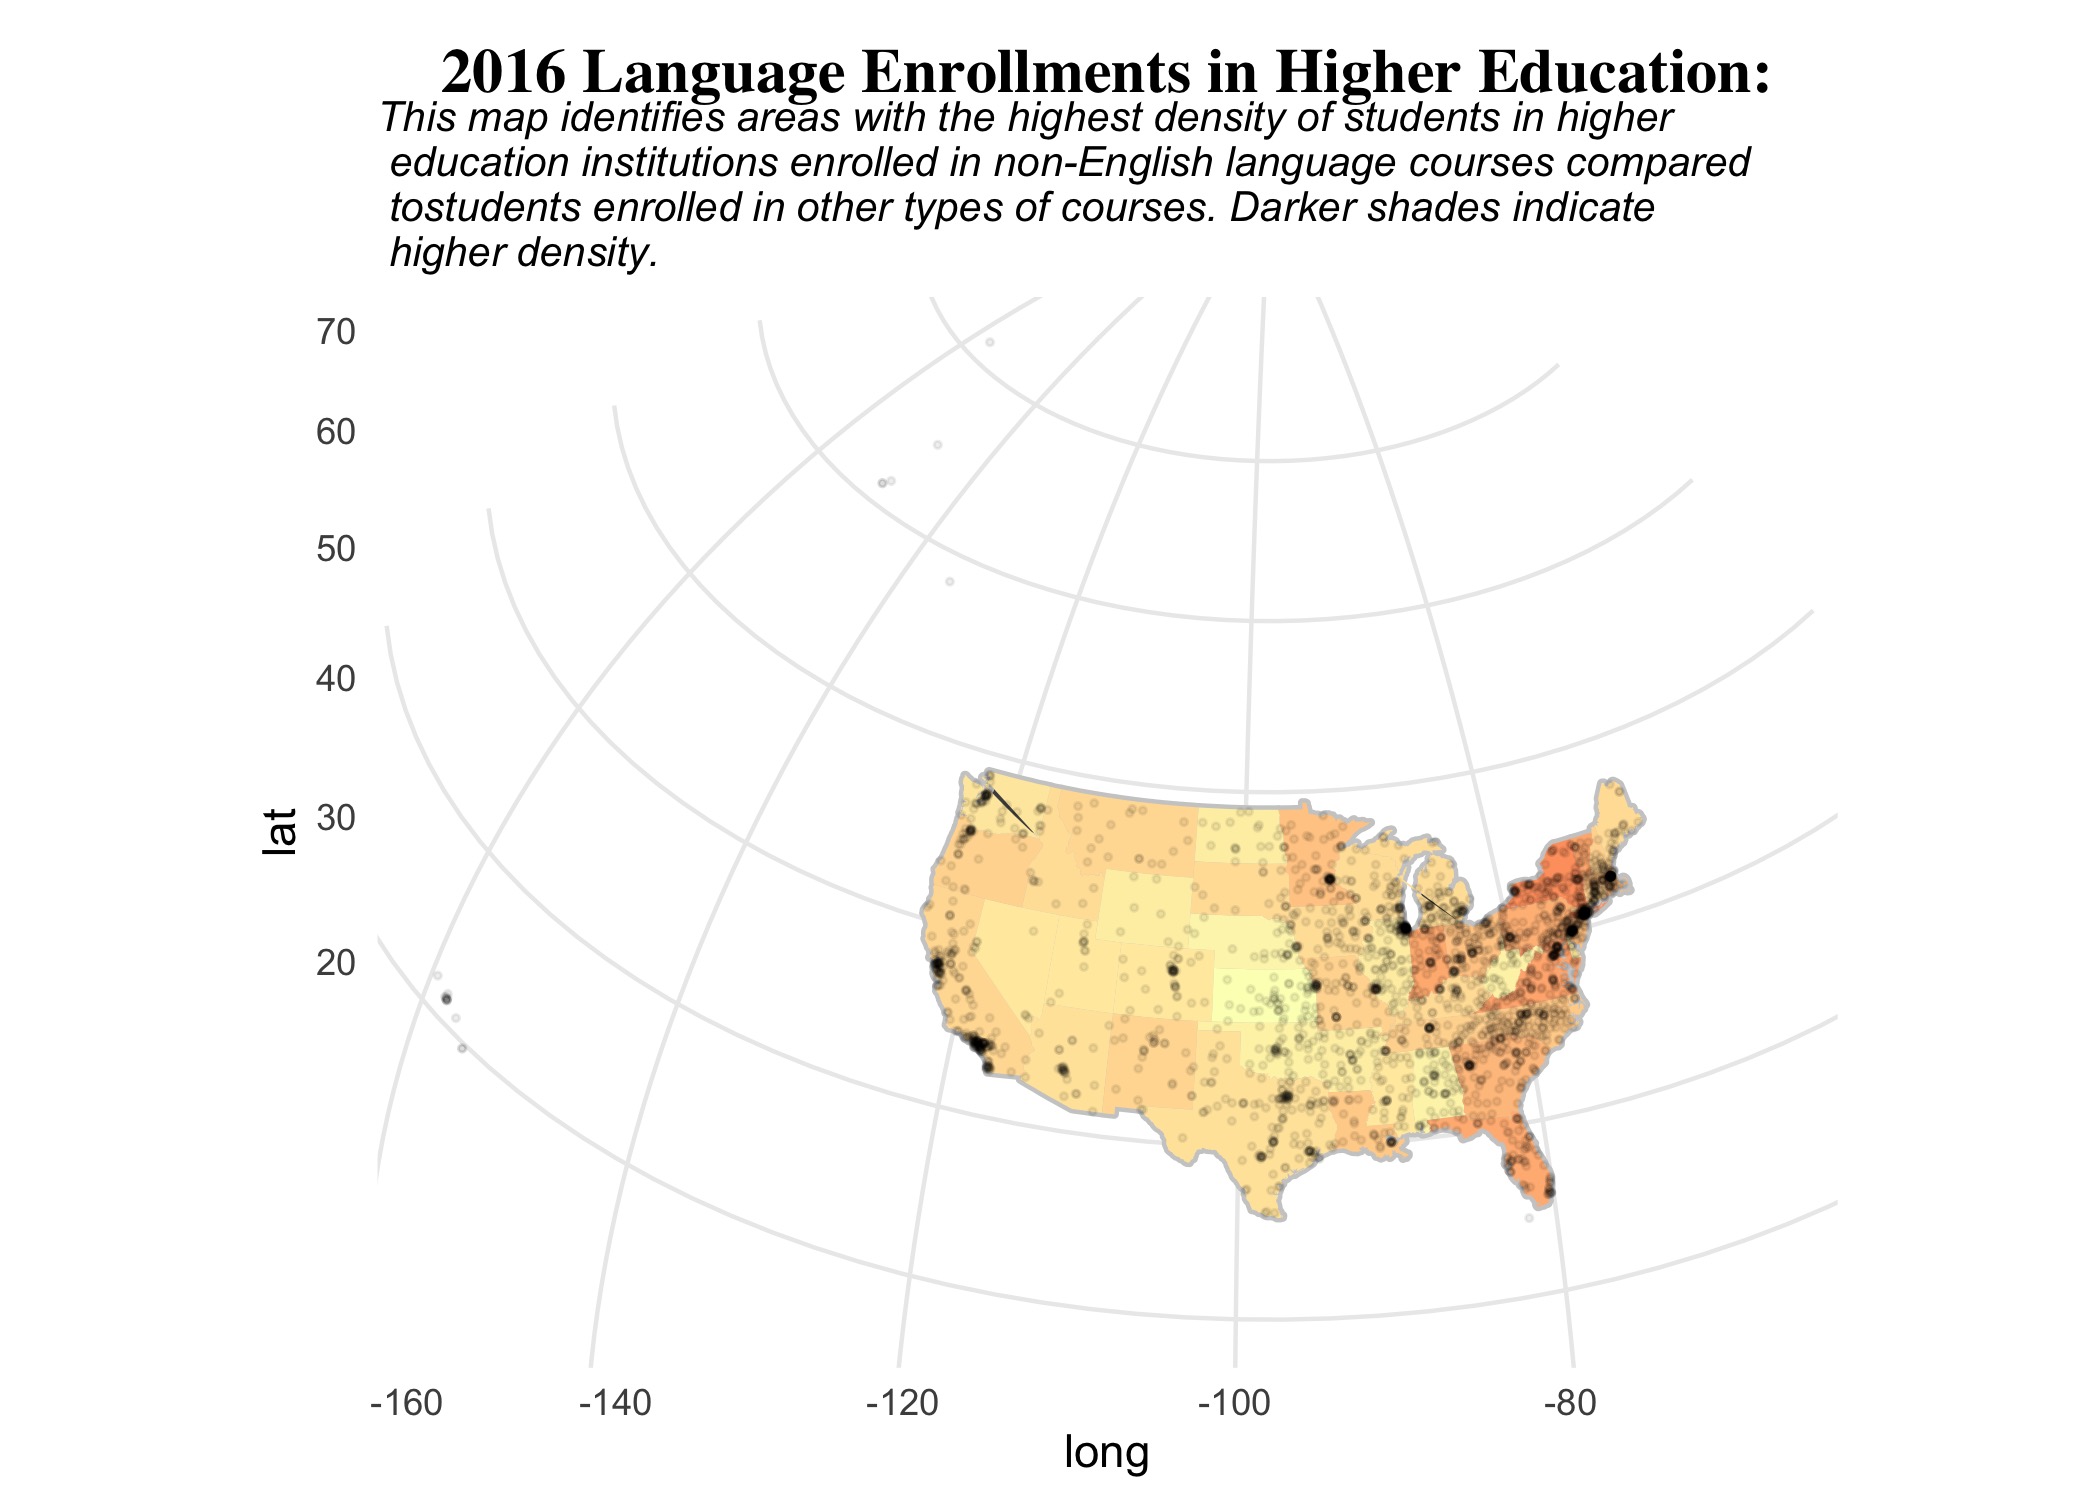 2016 Language Enrollments in Higher Education:
This map identifies areas with the highest density of students in higher
education institutions enrolled in non-English language courses compared
tostudents enrolled in other types of courses. Darker shades indicate
higher density.
70
60
50
40
30
20
lat
-160 -140 -120 -100 -80
long